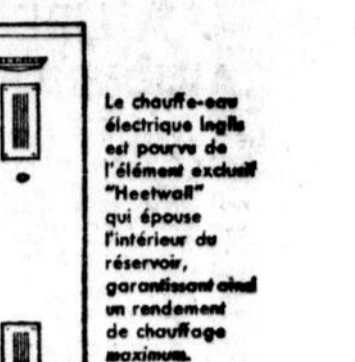 Le chauffe-eau
électrique Inglis
est pourvu de
l'élément exclusif
"Heetwall"
qui épouse
l'intérieur du
réservoir,
garantissant ainsi
un rendement
de chauffage
maximum.